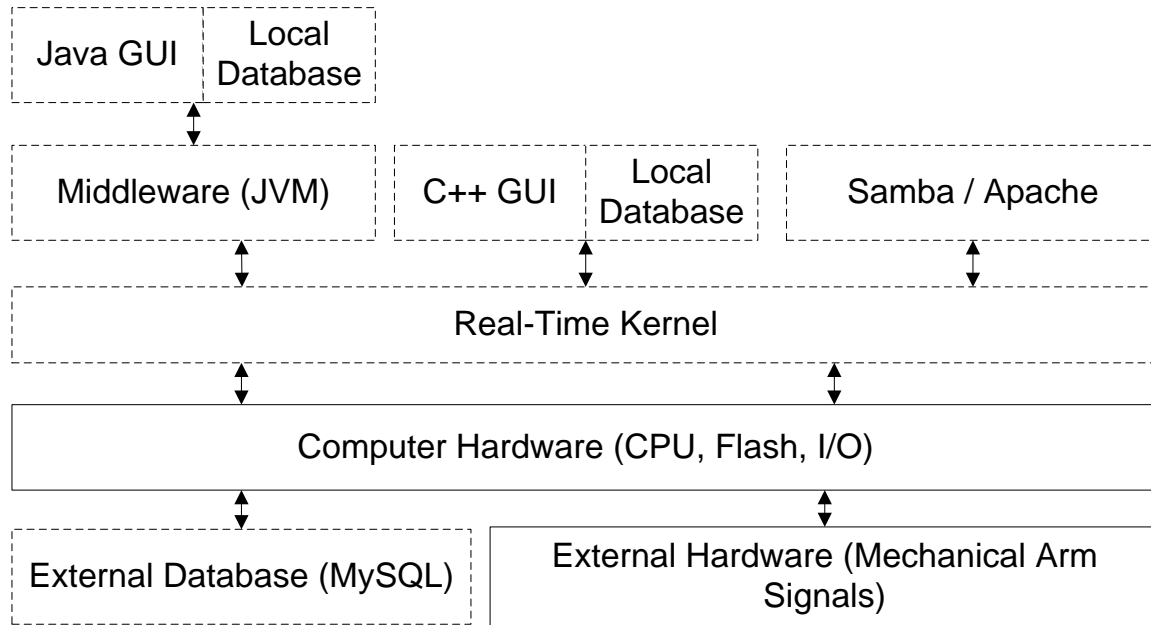 Java GUI
Local
Database
Middleware (JVM)
C++ GUI
Local
Database
Samba / Apache
Real-Time Kernel
Computer Hardware (CPU, Flash, I/O)
External Database (MySQL)
External Hardware (Mechanical Arm
Signals)